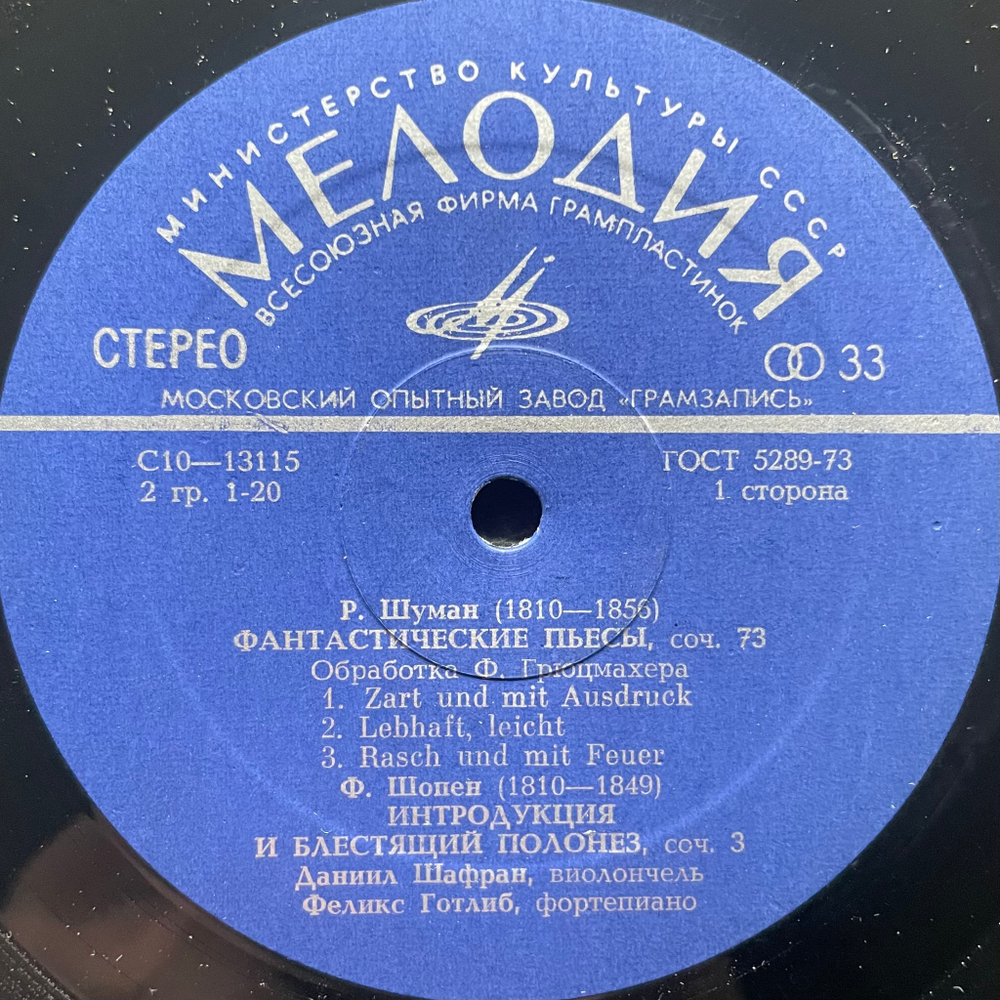 МИНИСТЕРСТВО КУЛЬТУРЫ СССР
МЕЛОДИЯ
ВСЕСОЮЗНАЯ ФИРМА ГРАМПЛАСТИНОК
СТЕРЕО
33
МОСКОВСКИЙ ОПЫТНЫЙ ЗАВОД «ГРАМЗАПИСЬ»
С10—13115
ГОСТ 5289-73
2 гр. 1-20
1 сторона
Р. Шуман (1810—1856)
ФАНТАСТИЧЕСКИЕ ПЬЕСЫ, соч. 73
Обработка Ф. Грюцмахера
1. Zart und mit Ausdruck
2. Lebhaft, leicht
3. Rasch und mit Feuer
Ф. Шопен (1810—1849)
ИНТРОДУКЦИЯ
И БЛЕСТЯЩИЙ ПОЛОНЕЗ, соч. 3
Даниил Шафран, виолончель
Феликс Готлиб, фортепиано